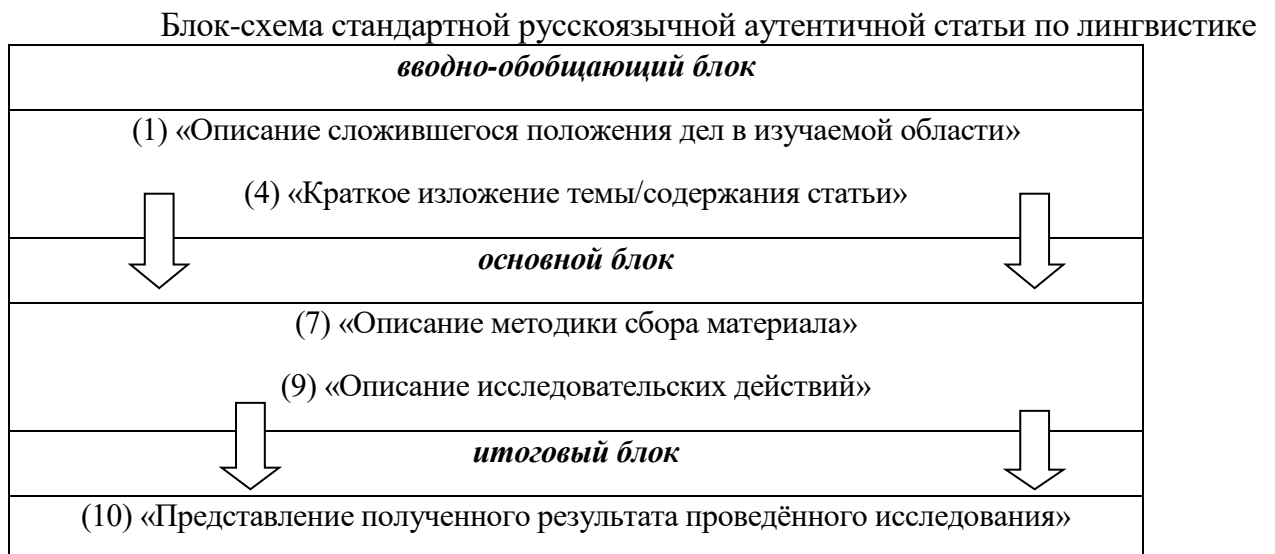 Блок-схема стандартной русскоязычной аутентичной статьи по лингвистике
вводно-обобщающий блок
(1) «Описание сложившегося положения дел в изучаемой области»
(4) «Краткое изложение темы/содержания статьи»
основной блок
(7) «Описание методики сбора материала»
(9) «Описание исследовательских действий»
итоговый блок
(10) «Представление полученного результата проведённого исследования»